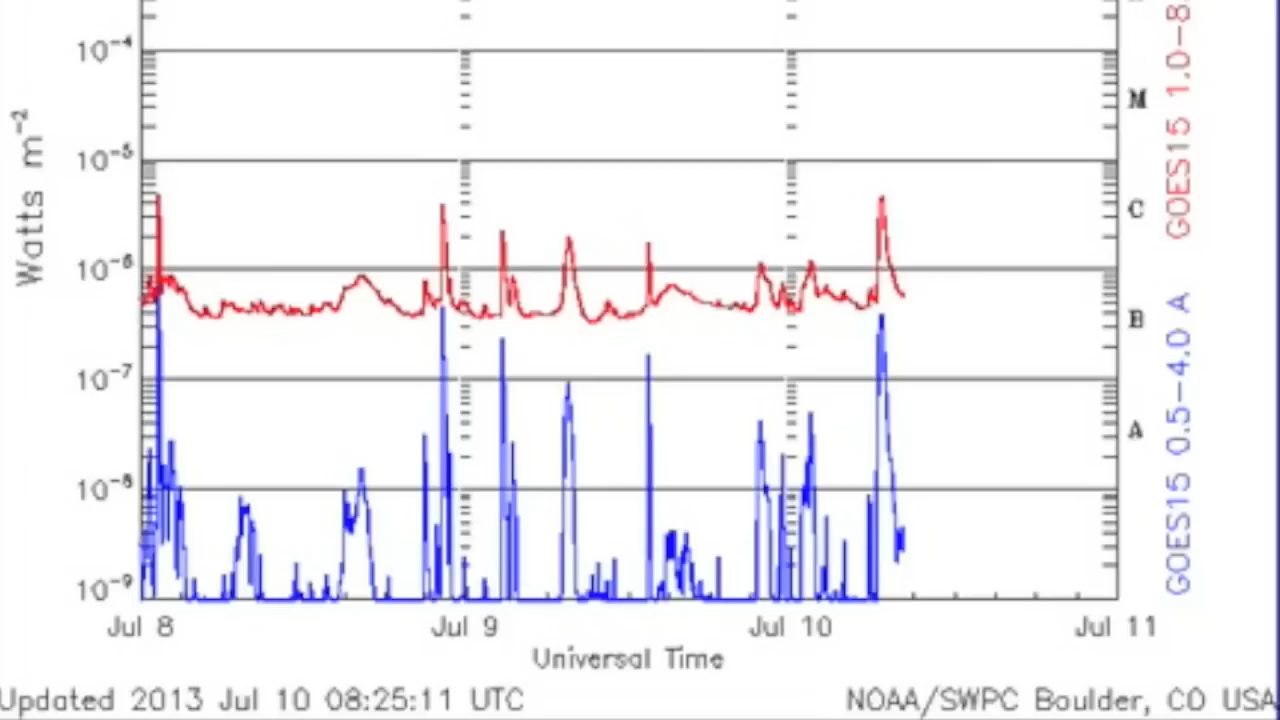 10⁻⁴
10⁻⁵
10⁻⁶
10⁻⁷
10⁻⁸
10⁻⁹
Watts m⁻²
M
C
B
A
GOES15 1.0-8.
GOES15 0.5-4.0 A
Jul 8 Jul 9 Jul 10 Jul 11
Universal Time
Updated 2013 Jul 10 08:25:11 UTC
NOAA/SWPC Boulder, CO USA